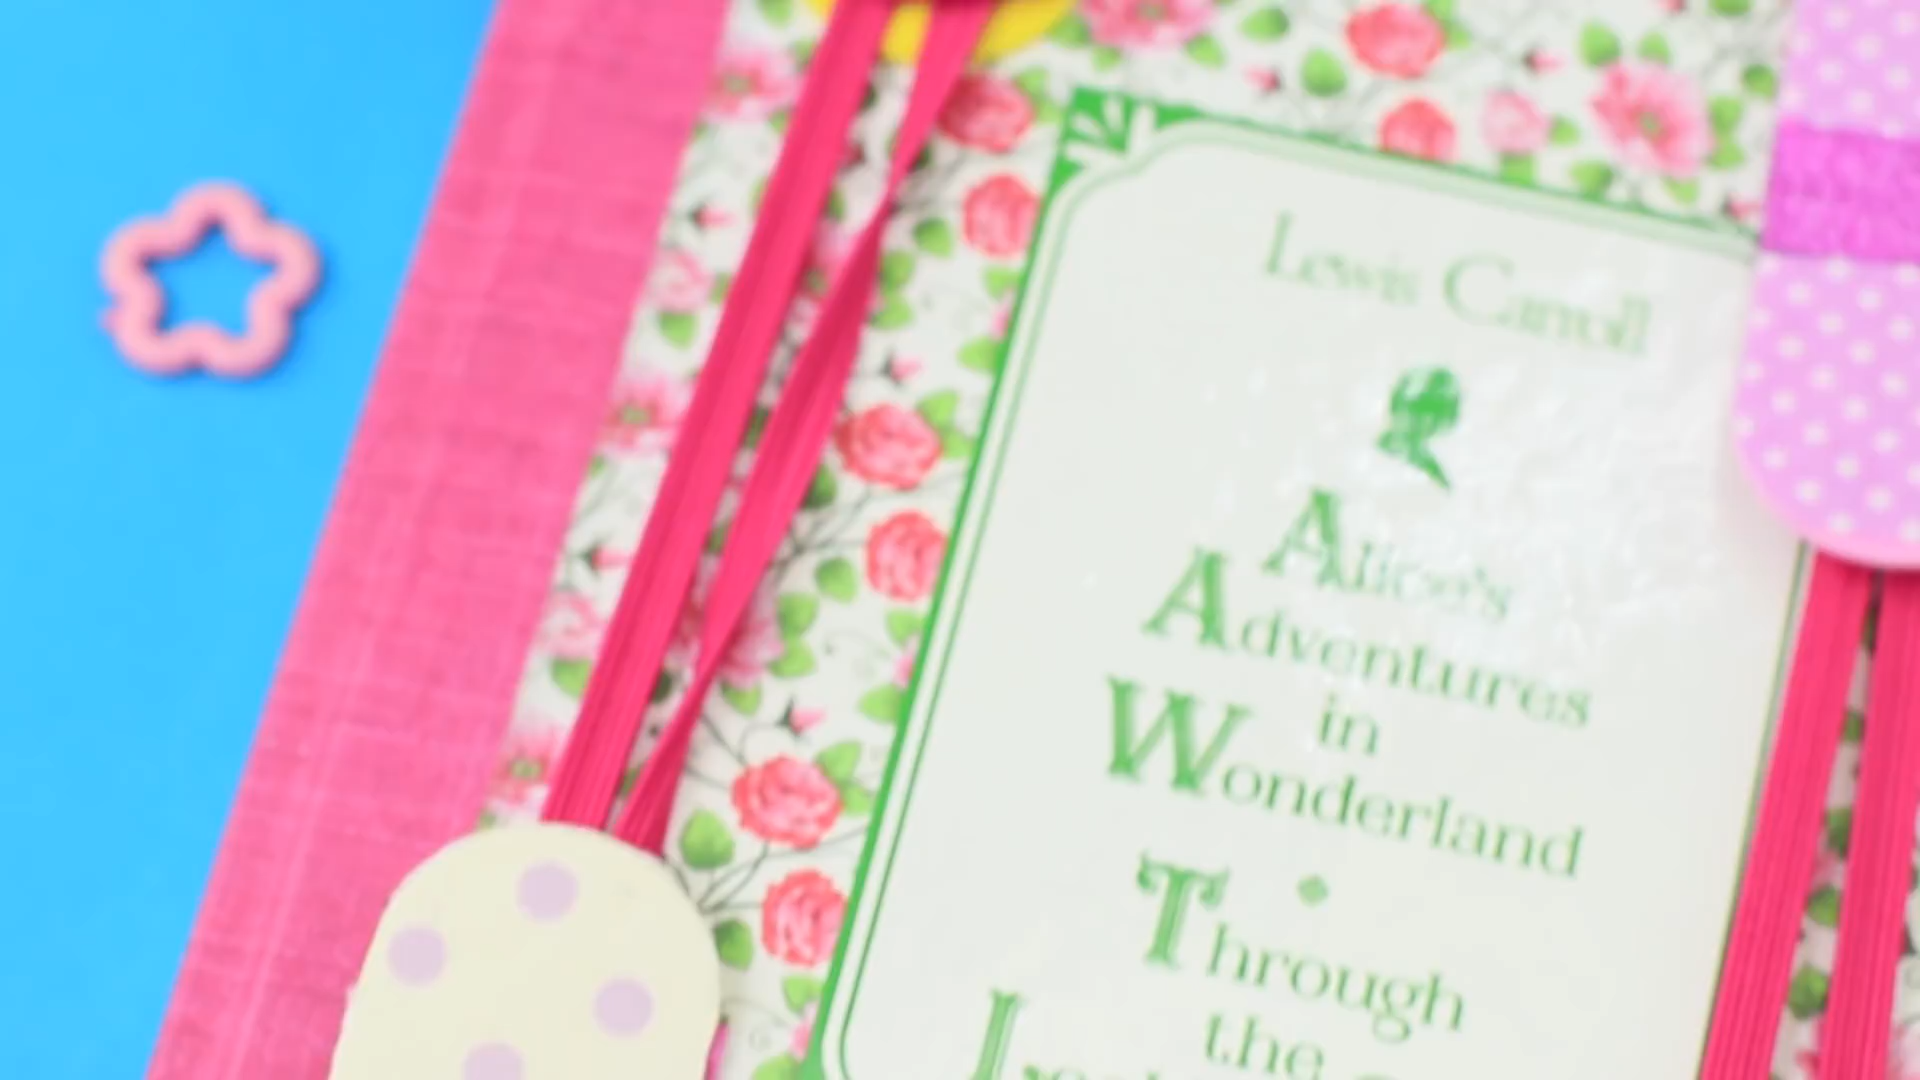 Lewis Carroll
Alice's
Adventures
in
Wonderland
Through
the